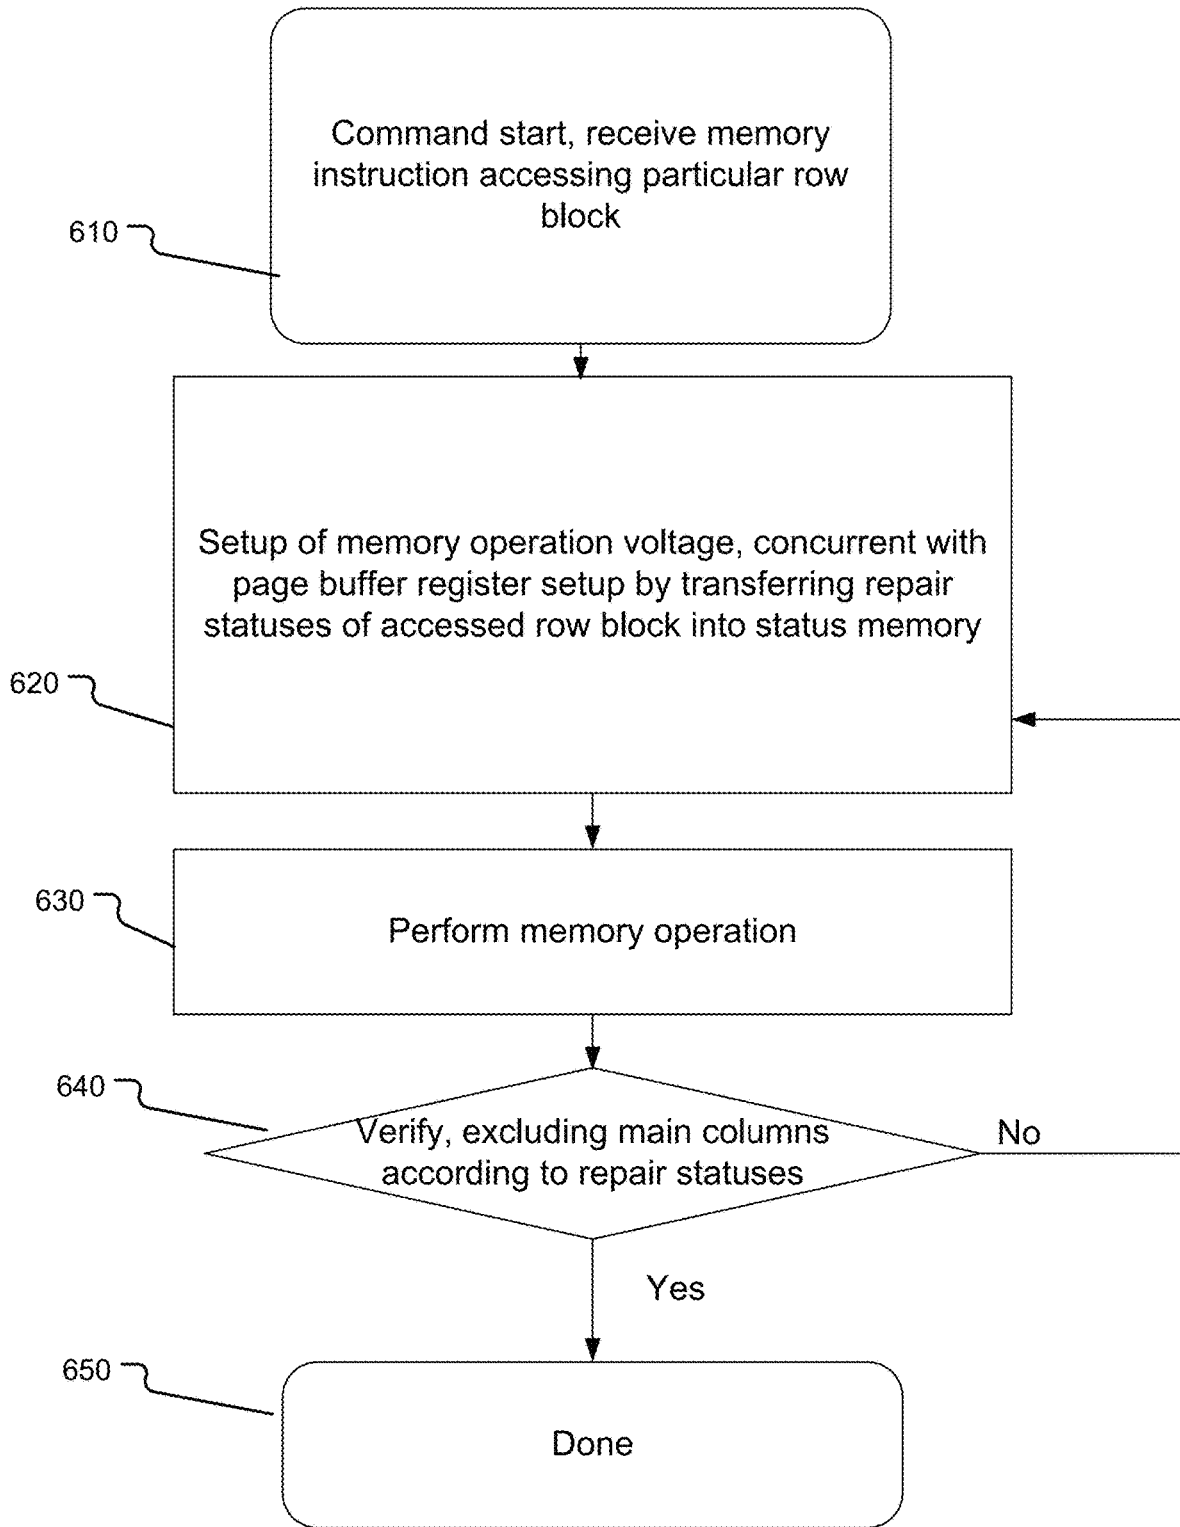 Command start, receive memory
instruction accessing particular row
block
610
Setup of memory operation voltage, concurrent with
page buffer register setup by transferring repair
statuses of accessed row block into status memory
620
630
Perform memory operation
640
Verify, excluding main columns
according to repair statuses
No
Yes
650
Done